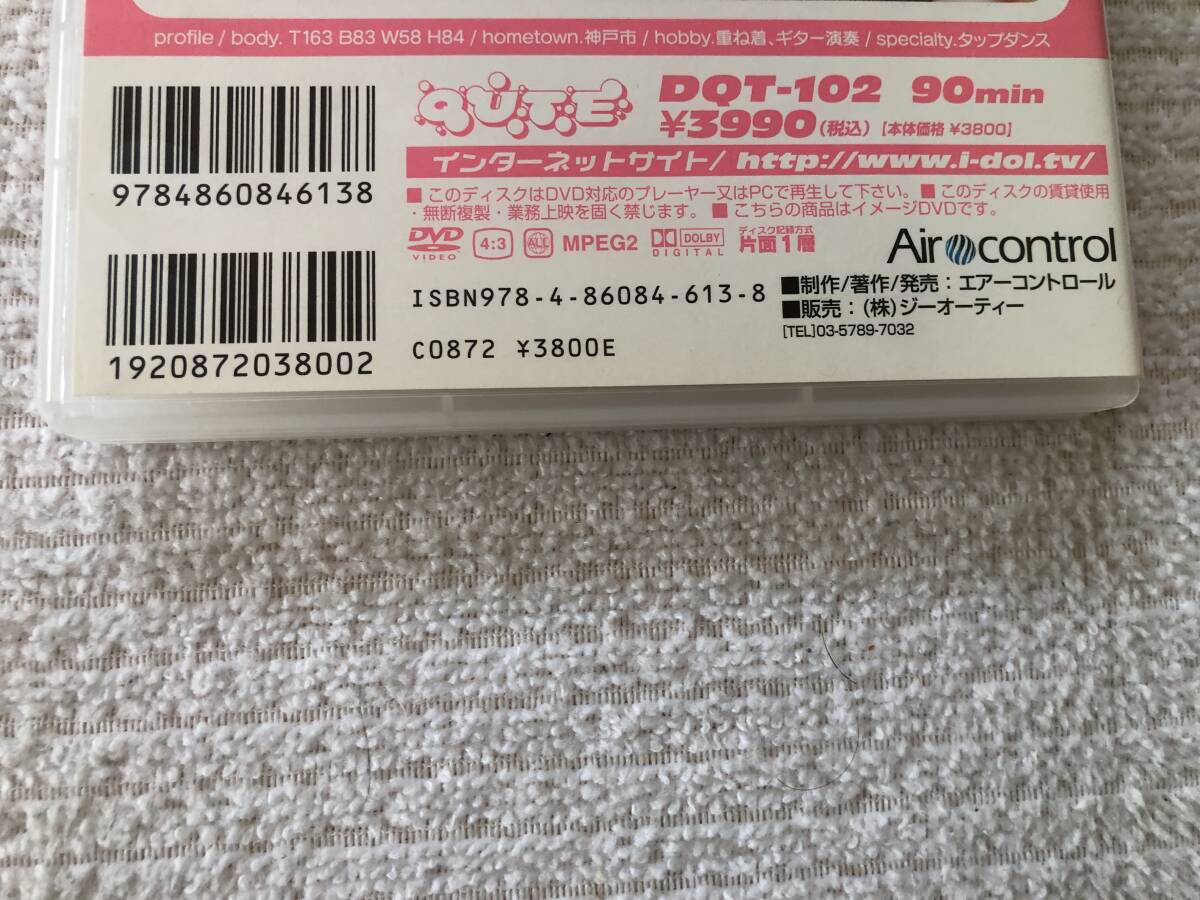 profile / body. T163 B83 W58 H84 / hometown.神戸市 / hobby.重ね着、ギター演奏 / specialty.タップダンス
QUTE
DQT-102 90min
¥3990(税込)【本体価格 ¥3800】
インターネットサイト/ http://www.i-dol.tv/
■このディスクはDVD対応のプレーヤー又はPCで再生して下さい。■このディスクの賃貸使用
・無断複製・業務上映を固く禁じます。■こちらの商品はイメージDVDです。
DVD VIDEO 4:3 ALL MPEG2 DOLBY DIGITAL ディスク記録方式 片面1層
Air control
■制作/著作/発売：エアーコントロール
■販売：(株)ジーオーティー
[TEL]03-5789-7032
9784860846138
ISBN978-4-86084-613-8
1920872038002
C0872 ¥3800E